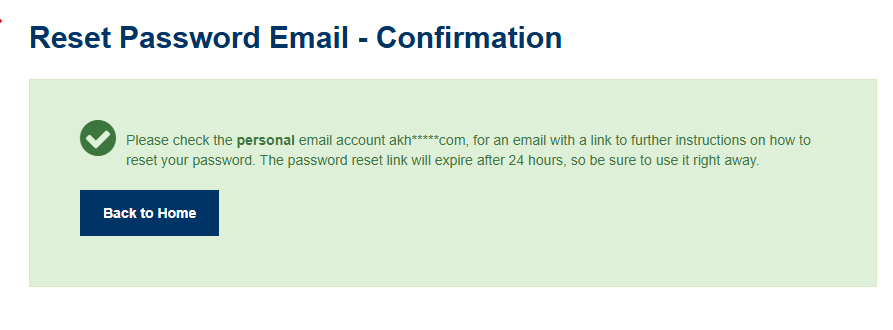 Reset Password Email - Confirmation
Please check the personal email account akh*****com, for an email with a link to further instructions on how to
reset your password. The password reset link will expire after 24 hours, so be sure to use it right away.
Back to Home